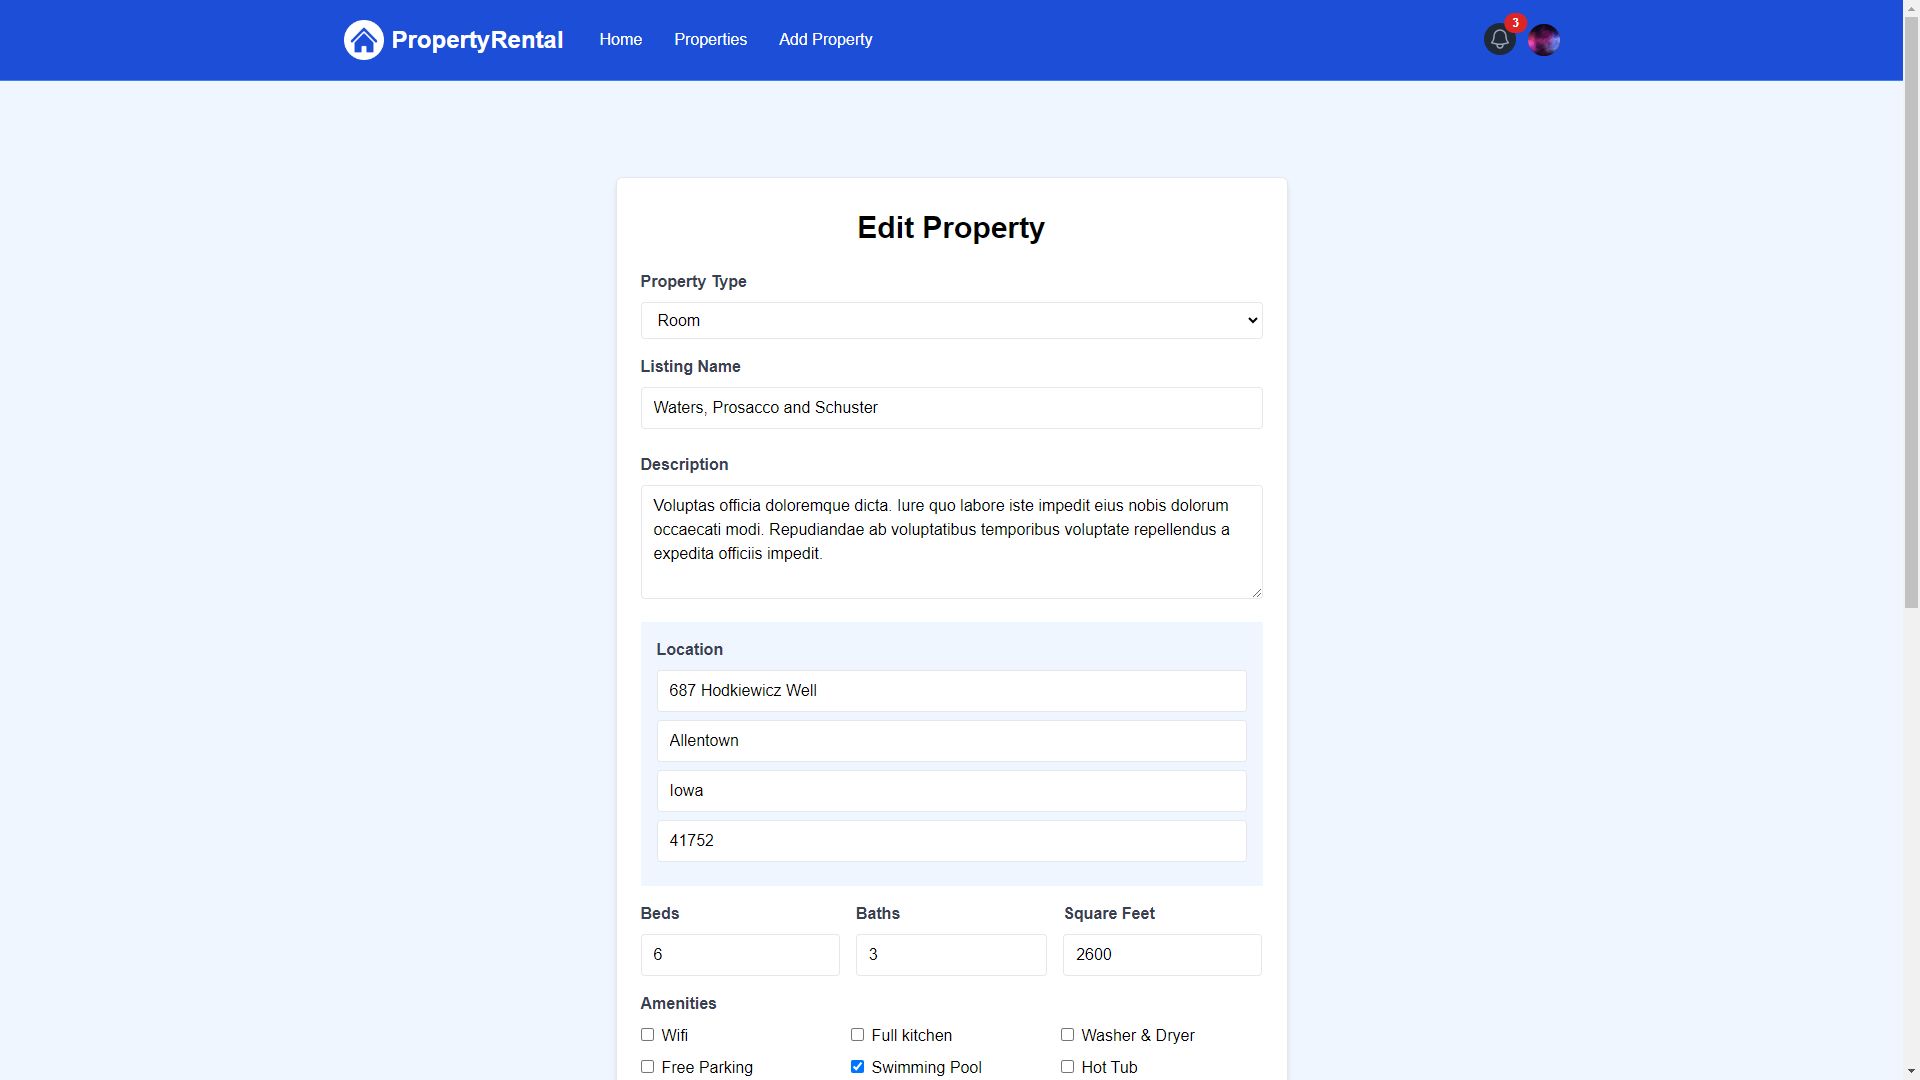 PropertyRental
Home
Properties
Add Property
3
Edit Property
Property Type
Room
Listing Name
Waters, Prosacco and Schuster
Description
Voluptas officia doloremque dicta. Iure quo labore iste impedit eius nobis dolorum
occaecati modi. Repudiandae ab voluptatibus temporibus voluptate repellendus a
expedita officiis impedit.
Location
687 Hodkiewicz Well
Allentown
Iowa
41752
Beds
Baths
Square Feet
6
3
2600
Amenities
Wifi
Full kitchen
Washer & Dryer
Free Parking
Swimming Pool
Hot Tub